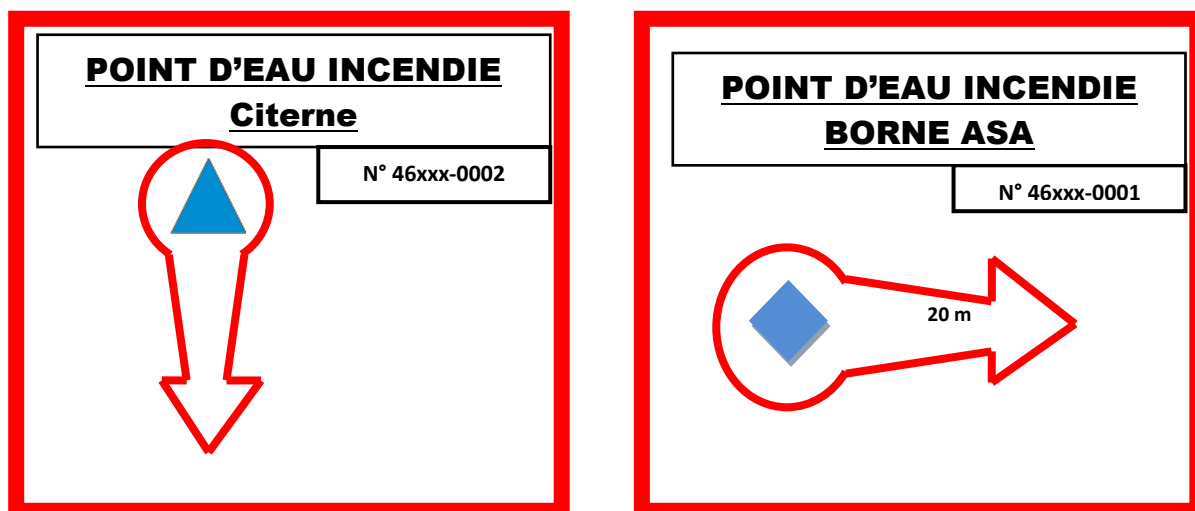 POINT D’EAU INCENDIE
Citerne
N° 46xxx-0002
POINT D’EAU INCENDIE
BORNE ASA
N° 46xxx-0001
20 m